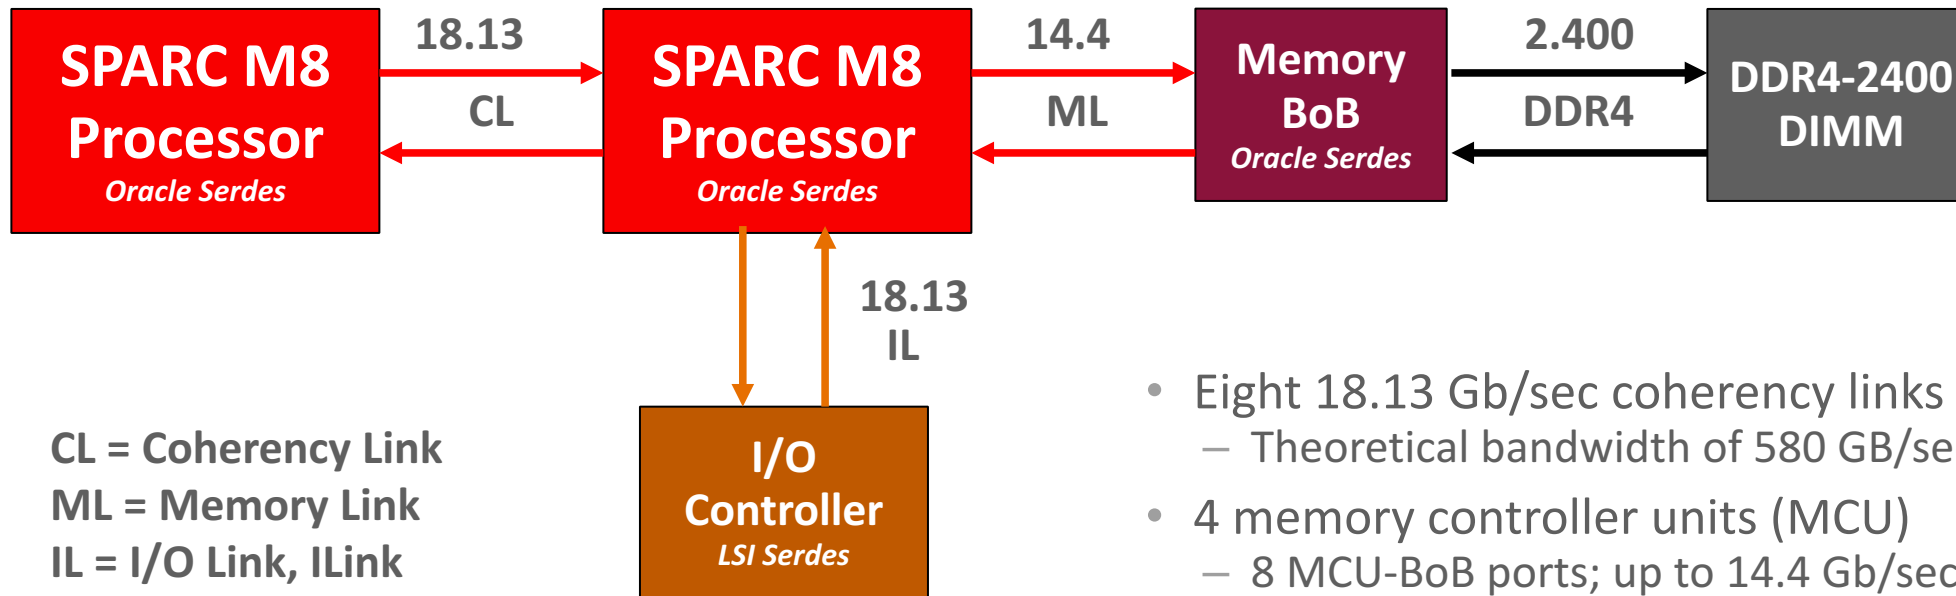 SPARC M8
Processor
Oracle Serdes
18.13
CL
SPARC M8
Processor
Oracle Serdes
14.4
ML
Memory
BoB
Oracle Serdes
2.400
DDR4
DDR4-2400
DIMM
18.13
IL
I/O
Controller
LSI Serdes
CL = Coherency Link
ML = Memory Link
IL = I/O Link, ILink
• Eight 18.13 Gb/sec coherency links
– Theoretical bandwidth of 580 GB/se
• 4 memory controller units (MCU)
– 8 MCU-BoB ports; up to 14.4 Gb/sec